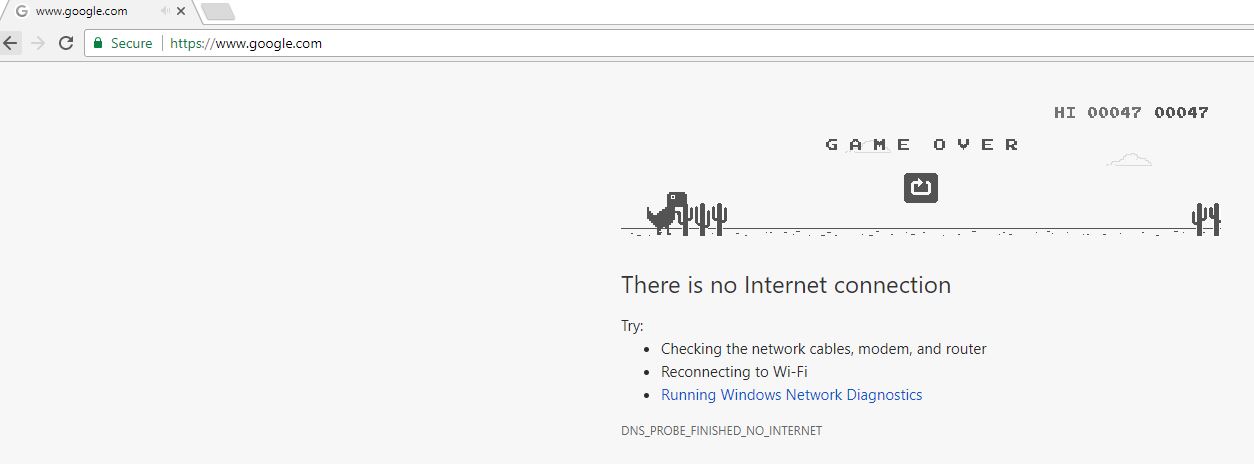 www.google.com
Secure https://www.google.com
HI 00047 00047
GAME OVER
There is no Internet connection
Try:
• Checking the network cables, modem, and router
• Reconnecting to Wi-Fi
• Running Windows Network Diagnostics
DNS_PROBE_FINISHED_NO_INTERNET